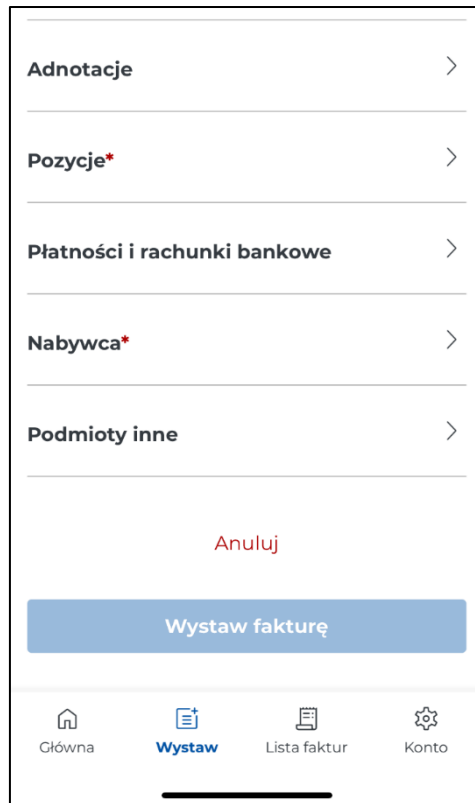 Adnotacje
Pozycje*
Płatności i rachunki bankowe
Nabywca*
Podmioty inne
Anuluj
Wystaw fakturę
Główna Wystaw Lista faktur Konto